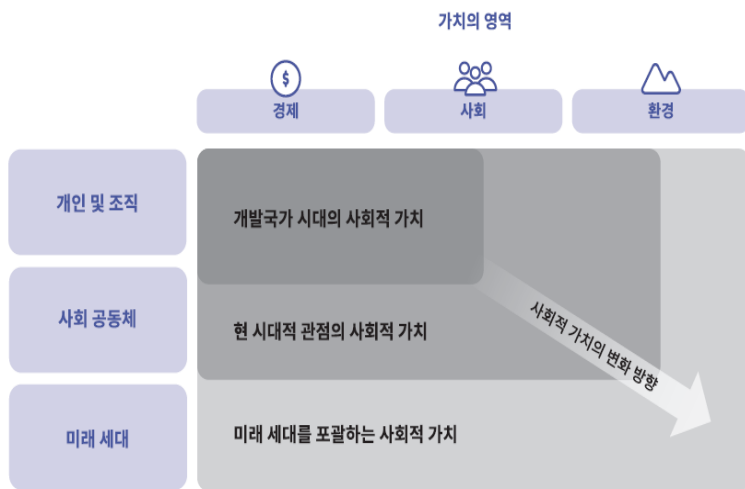 가치의 영역
$
경제
사회
환경
개인 및 조직
개발국가 시대의 사회적 가치
사회 공동체
현 시대적 관점의 사회적 가치
사회적 가치의 변화 방향
미래 세대
미래 세대를 포괄하는 사회적 가치